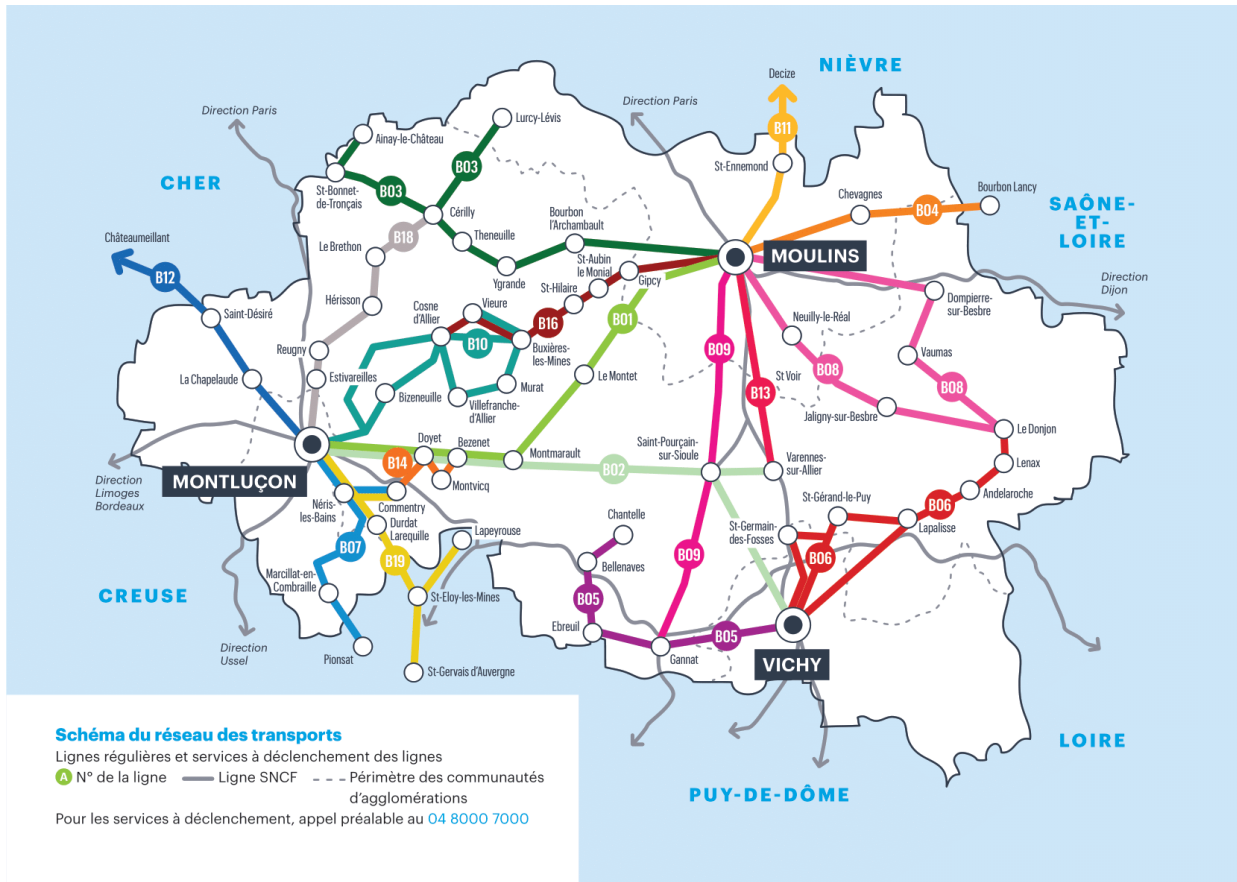 Decize
NIÈVRE
Direction Paris
Direction Paris
B11
Lurcy-Lévis
Ainay-le-Château
St-Ennemond
B03
CHER
St-Bonnet-
de-Tronçais
B03
Chevagnes
B04
Bourbon Lancy
SAÔNE-
ET-
LOIRE
Cérilly
Bourbon
l'Archambault
Châteaumeillant
B18
Theneuille
Le Brethon
St-Aubin
le Monial
MOULINS
B12
Ygrande
Gipcy
Direction
Dijon
St-Hilaire
Hérisson
Cosne
d'Allier
Vieure
Dompierre-
sur-Besbre
Saint-Désiré
B16
B01
Neuilly-le-Réal
B10
Buxières-
les-Mines
B09
Reugny
Vaumas
La Chapelaude
Estivareilles
Le Montet
St Voir
B08
Murat
B08
Bizeneuille
Villefranche-
d'Allier
B13
Jaligny-sur-Besbre
Le Donjon
Doyet
Bezenet
Montmarault
Saint-Pourçain-
sur-Sioule
B14
B02
Varennes-
sur-Allier
Lenax
MONTLUÇON
Montvicq
Direction
Limoges
Bordeaux
Andelaroche
Néris-
les-Bains
Commentry
St-Gérand-le-Puy
B06
Chantelle
Durdat
Larequille
Lapeyrouse
St-Germain-
des-Fosses
Lapalisse
B07
B09
B06
B19
Bellenaves
Marcillat-en-
Combraille
CREUSE
St-Eloy-les-Mines
B05
Ebreuil
B05
Direction
Ussel
Pionsat
Gannat
VICHY
St-Gervais d'Auvergne
Schéma du réseau des transports
Lignes régulières et services à déclenchement des lignes
A N° de la ligne Ligne SNCF Périmètre des communautés
d'agglomérations
Pour les services à déclenchement, appel préalable au 04 8000 7000
LOIRE
PUY-DE-DÔME